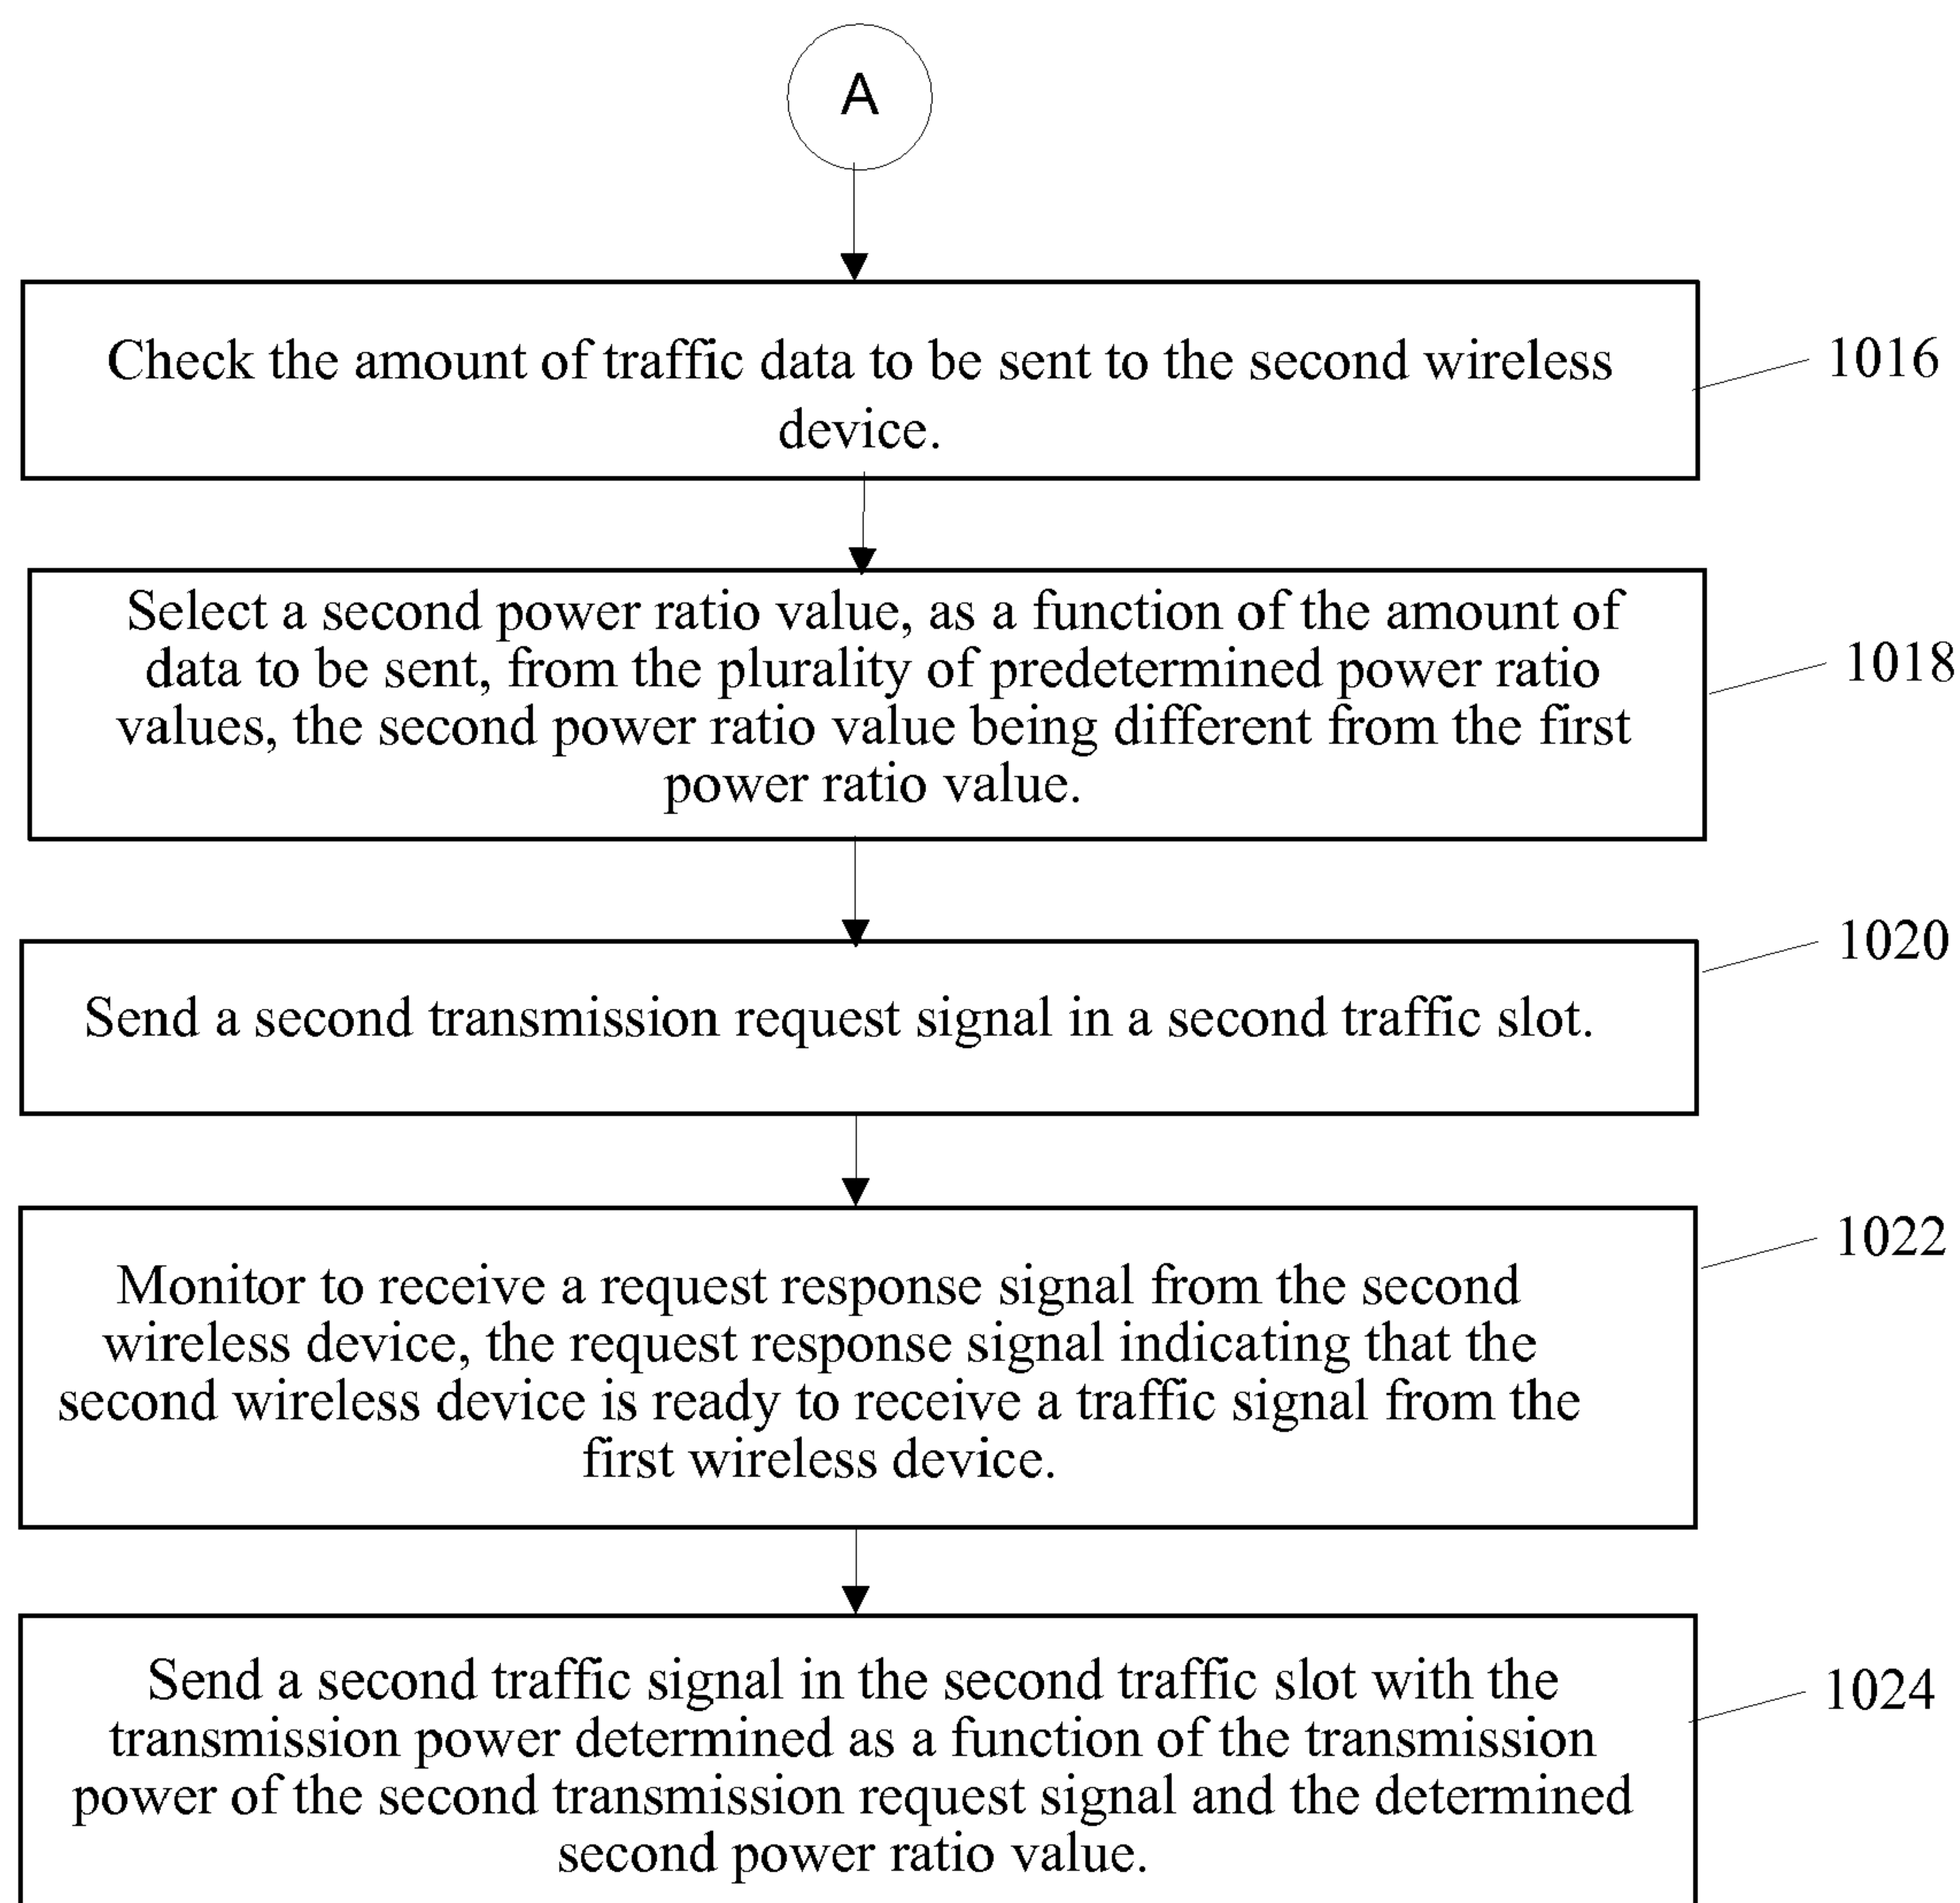 A
Check the amount of traffic data to be sent to the second wireless
device.
1016
Select a second power ratio value, as a function of the amount of
data to be sent, from the plurality of predetermined power ratio
values, the second power ratio value being different from the first
power ratio value.
1018
1020
Send a second transmission request signal in a second traffic slot.
1022
Monitor to receive a request response signal from the second
wireless device, the request response signal indicating that the
second wireless device is ready to receive a traffic signal from the
first wireless device.
Send a second traffic signal in the second traffic slot with the
transmission power determined as a function of the transmission
power of the second transmission request signal and the determined
second power ratio value.
1024